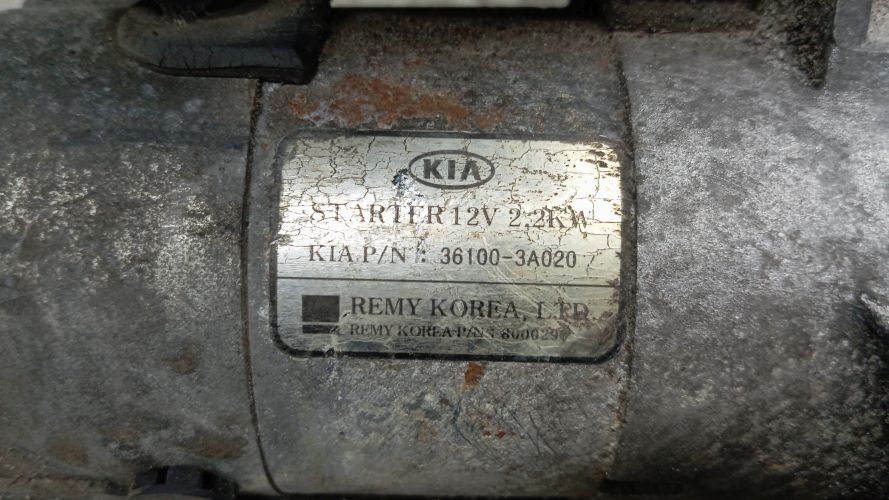 KIA
STARTER 12V 2.2KW
KIA P/N : 36100-3A020
REMY KOREA, LTD.
REMY KOREA P/N :